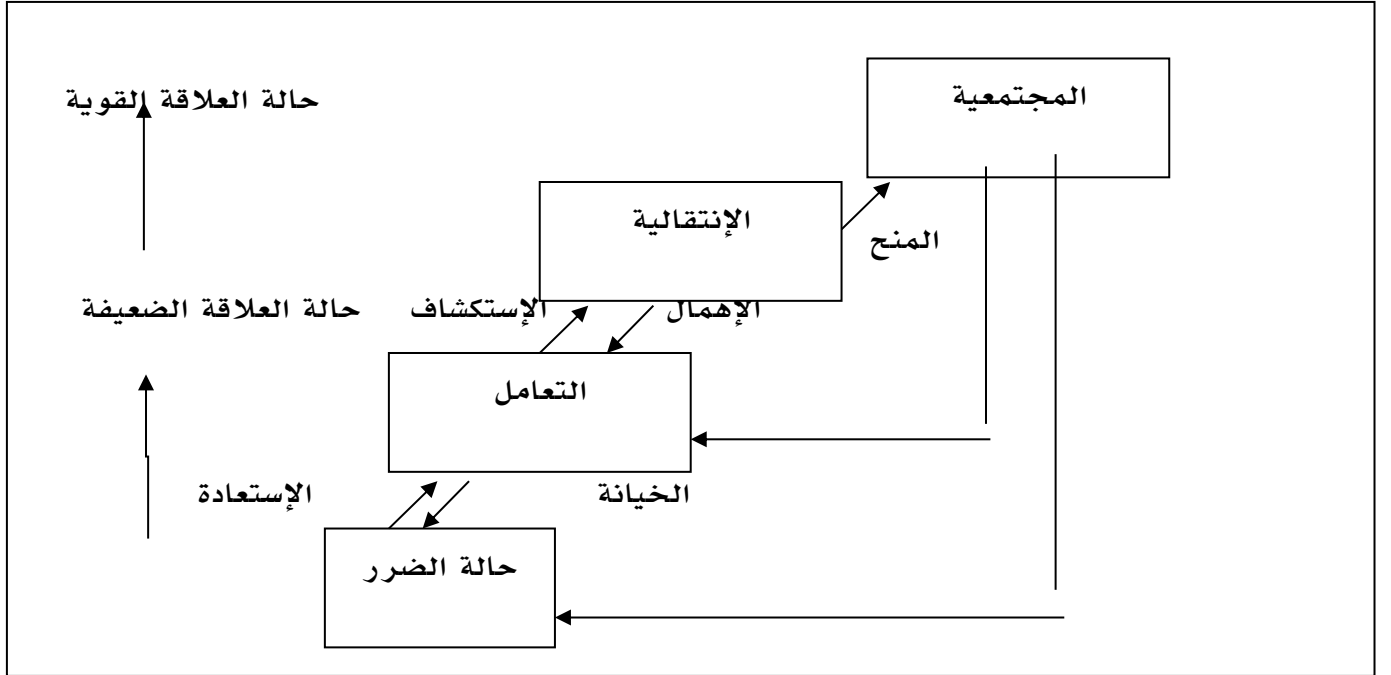 المجتمعية
حالة العلاقة القوية
الإنتقالية
المنح
الإهمال
الإستكشاف
حالة العلاقة الضعيفة
التعامل
الخيانة
الإستعادة
حالة الضرر